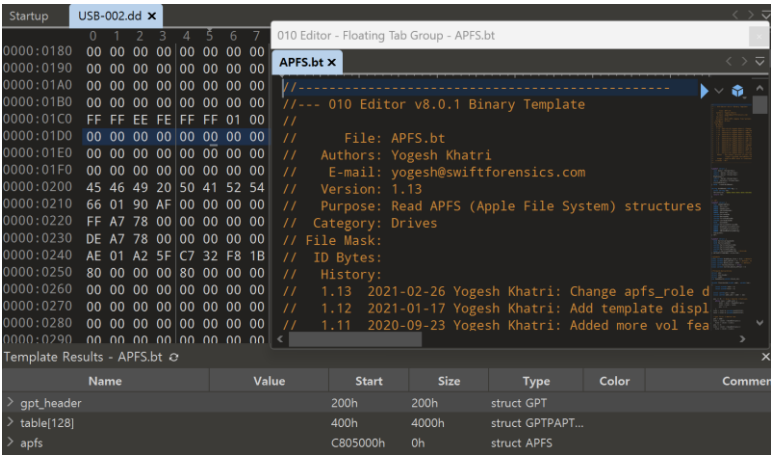 Startup USB-002.dd ×
0 1 2 3 4 5 6 7
0000:0180 00 00 00 00 00 00 00 00
0000:0190 00 00 00 00 00 00 00 00
0000:01A0 00 00 00 00 00 00 00 00
0000:01B0 00 00 00 00 00 00 00 00
0000:01C0 FF FF EE FE FF FF 01 00
0000:01D0 00 00 00 00 00 00 00 00
0000:01E0 00 00 00 00 00 00 00 00
0000:01F0 00 00 00 00 00 00 00 00
0000:0200 45 46 49 20 50 41 52 54
0000:0210 66 01 90 AF 00 00 00 00
0000:0220 FF A7 78 00 00 00 00 00
0000:0230 DE A7 78 00 00 00 00 00
0000:0240 AE 01 A2 5F C7 32 F8 1B
0000:0250 80 00 00 00 80 00 00 00
0000:0260 00 00 00 00 00 00 00 00
0000:0270 00 00 00 00 00 00 00 00
0000:0280 00 00 00 00 00 00 00 00
0000:0290 00 00 00 00 00 00 00 00
010 Editor - Floating Tab Group - APFS.bt
APFS.bt ×
//------------------------------------------------
//--- 010 Editor v8.0.1 Binary Template
//
// File: APFS.bt
// Authors: Yogesh Khatri
// E-mail: yogesh@swiftforensics.com
// Version: 1.13
// Purpose: Read APFS (Apple File System) structures
// Category: Drives
// File Mask:
// ID Bytes:
// History:
// 1.13 2021-02-26 Yogesh Khatri: Change apfs_role d
// 1.12 2021-01-17 Yogesh Khatri: Add template displ
// 1.11 2020-09-23 Yogesh Khatri: Added more vol fea
Template Results - APFS.bt
Name Value Start Size Type Color Commen
gpt_header 200h 200h struct GPT
table[128] 400h 4000h struct GPTPAPT...
apfs C805000h 0h struct APFS